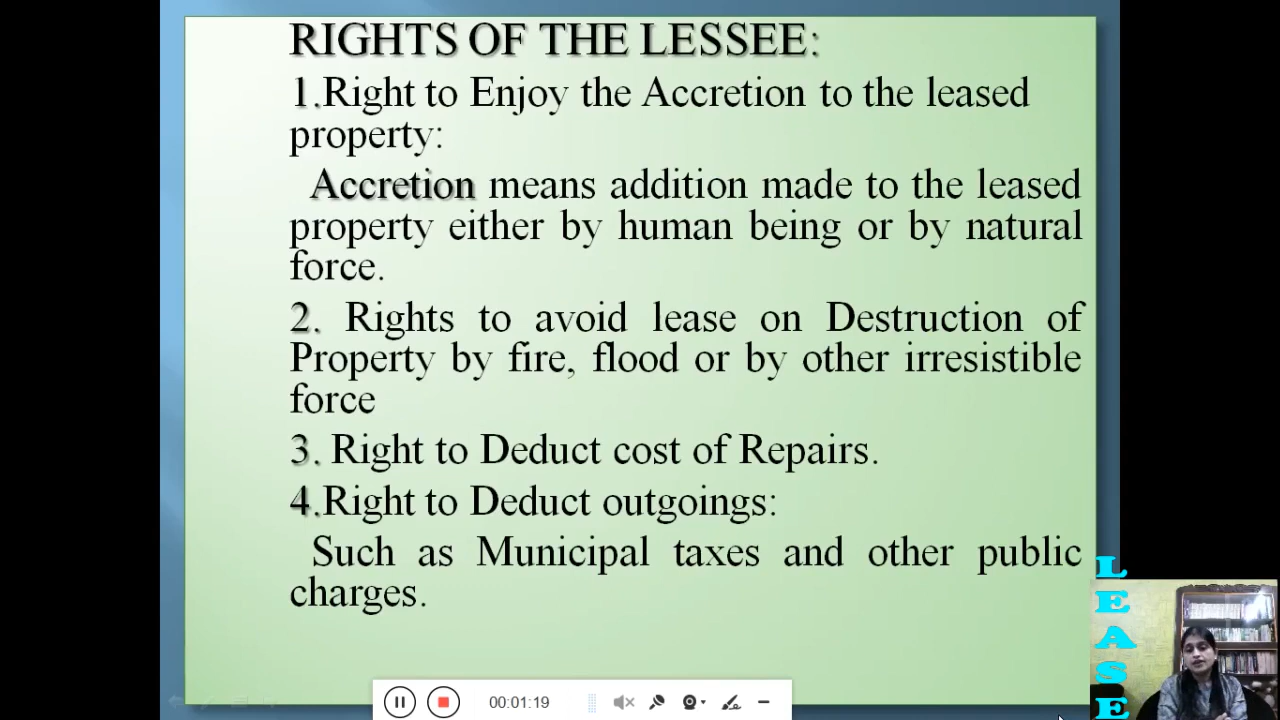 RIGHTS OF THE LESSEE:
1.Right to Enjoy the Accretion to the leased
property:
Accretion means addition made to the leased
property either by human being or by natural
force.
2. Rights to avoid lease on Destruction of
Property by fire, flood or by other irresistible
force
3. Right to Deduct cost of Repairs.
4.Right to Deduct outgoings:
Such as Municipal taxes and other public
charges.
LEASE
00:01:19